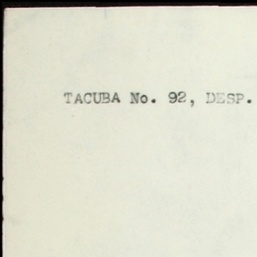 TACUBA No. 92, DESP.